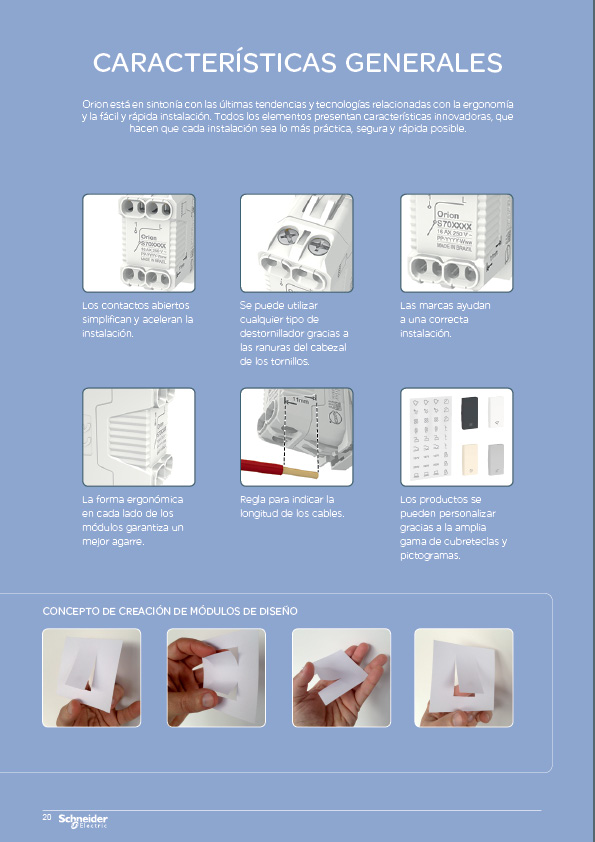 CARACTERÍSTICAS GENERALES
Orion está en sintonía con las últimas tendencias y tecnologías relacionadas con la ergonomía
y la fácil y rápida instalación. Todos los elementos presentan características innovadoras, que
hacen que cada instalación sea lo más práctica, segura y rápida posible.
Orion
S70XXXX
16 AX 250 V ~
PP-YYYY-Www
MADE IN BRAZIL
Orion
S70XXXX
16 AX 250 V ~
PP-YYYY-Www
MADE IN BRAZIL
11mm
Los contactos abiertos
simplifican y aceleran la
instalación.
Se puede utilizar
cualquier tipo de
destornillador gracias a
las ranuras del cabezal
de los tornillos.
Las marcas ayudan
a una correcta
instalación.
11mm
La forma ergonómica
en cada lado de los
módulos garantiza un
mejor agarre.
Regla para indicar la
longitud de los cables.
Los productos se
pueden personalizar
gracias a la amplia
gama de cubreteclas y
pictogramas.
CONCEPTO DE CREACIÓN DE MÓDULOS DE DISEÑO
20
Schneider
Electric